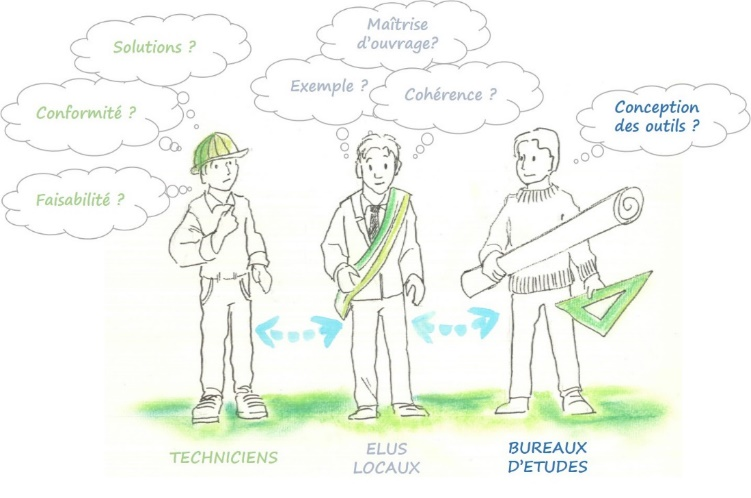 Solutions ?
Conformité ?
Faisabilité ?
Maîtrise
d'ouvrage?
Exemple ?
Cohérence ?
Conception
des outils ?
TECHNICIENS
ELUS
LOCAUX
BUREAUX
D'ETUDES